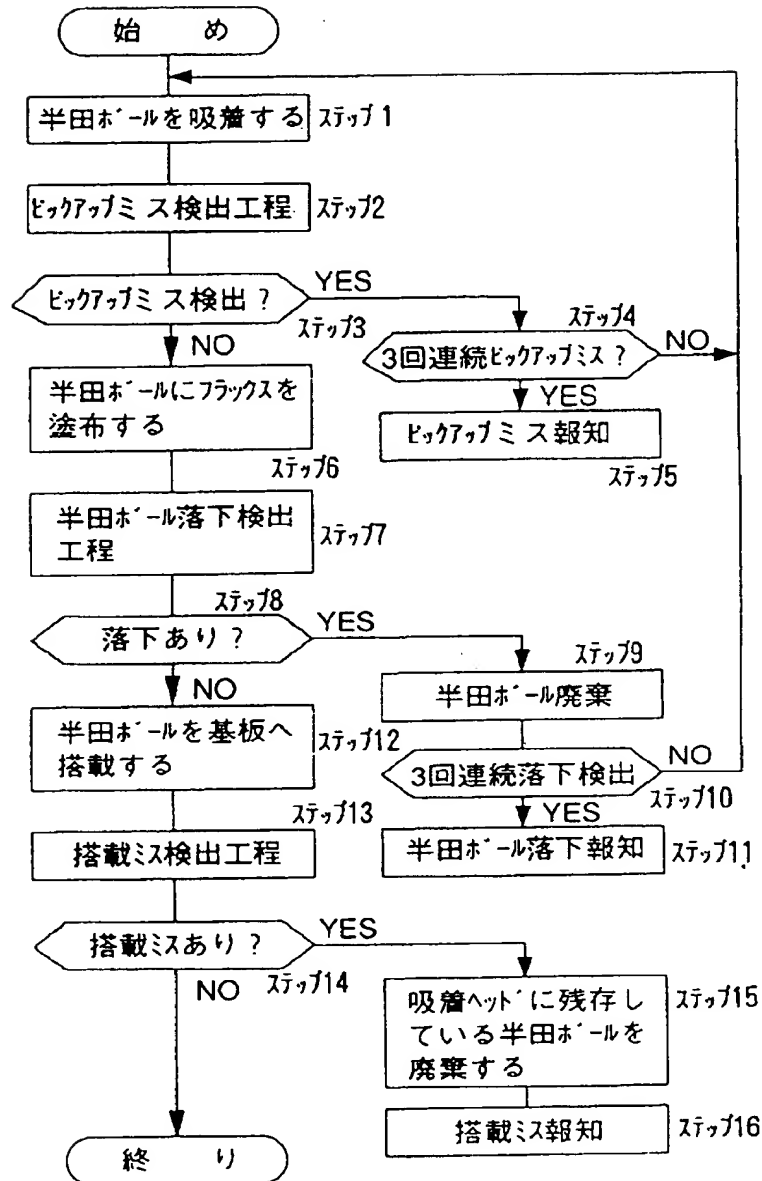 始 め
半田ボールを吸着する ステップ1
ピックアップミス検出工程 ステップ2
ピックアップミス検出？ YES
ステップ3
NO
ステップ4
3回連続ピックアップミス？ NO
YES
ピックアップミス報知
ステップ5
半田ボールにフラックスを
塗布する
ステップ6
半田ボール落下検出
工程
ステップ7
ステップ8
落下あり？ YES
NO
ステップ9
半田ボール廃棄
3回連続落下検出 NO
ステップ10
YES
半田ボール落下報知 ステップ11
半田ボールを基板へ
搭載する
ステップ12
ステップ13
搭載ミス検出工程
搭載ミスあり？ YES
NO ステップ14
吸着ヘッドに残存し
ている半田ボールを
廃棄する
ステップ15
搭載ミス報知 ステップ16
終 り